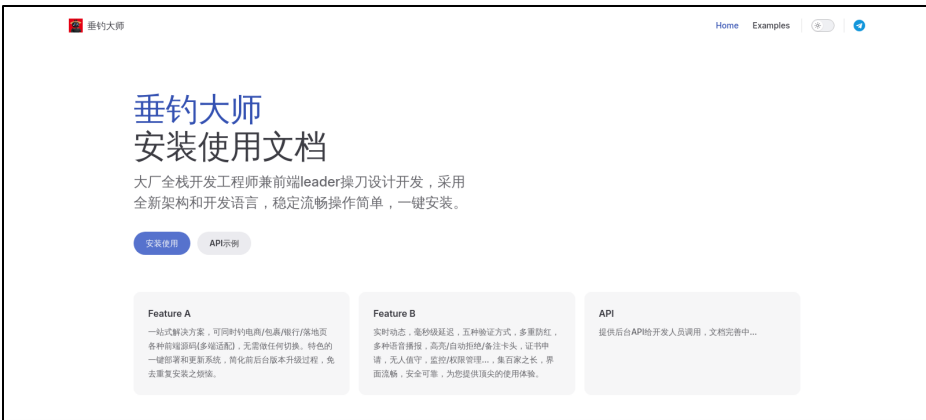 垂钓大师
Home Examples
垂钓大师
安装使用文档
大厂全栈开发工程师兼前端leader操刀设计开发，采用
全新架构和开发语言，稳定流畅操作简单，一键安装。
安装使用 API示例
Feature A
一站式解决方案，可同时钓电商/包裹/银行/落地页
各种前端源码(多端适配)，无需做任何切换。特色的
一键部署和更新系统，简化前后台版本升级过程，免
去重复安装之烦恼。
Feature B
实时动态，毫秒级延迟，五种验证方式，多重防红，
多种语音播报，高亮/自动拒绝/备注卡头，证书申
请，无人值守，监控/权限管理...，集百家之长，界
面流畅，安全可靠，为您提供顶尖的使用体验。
API
提供后台API给开发人员调用，文档完善中...